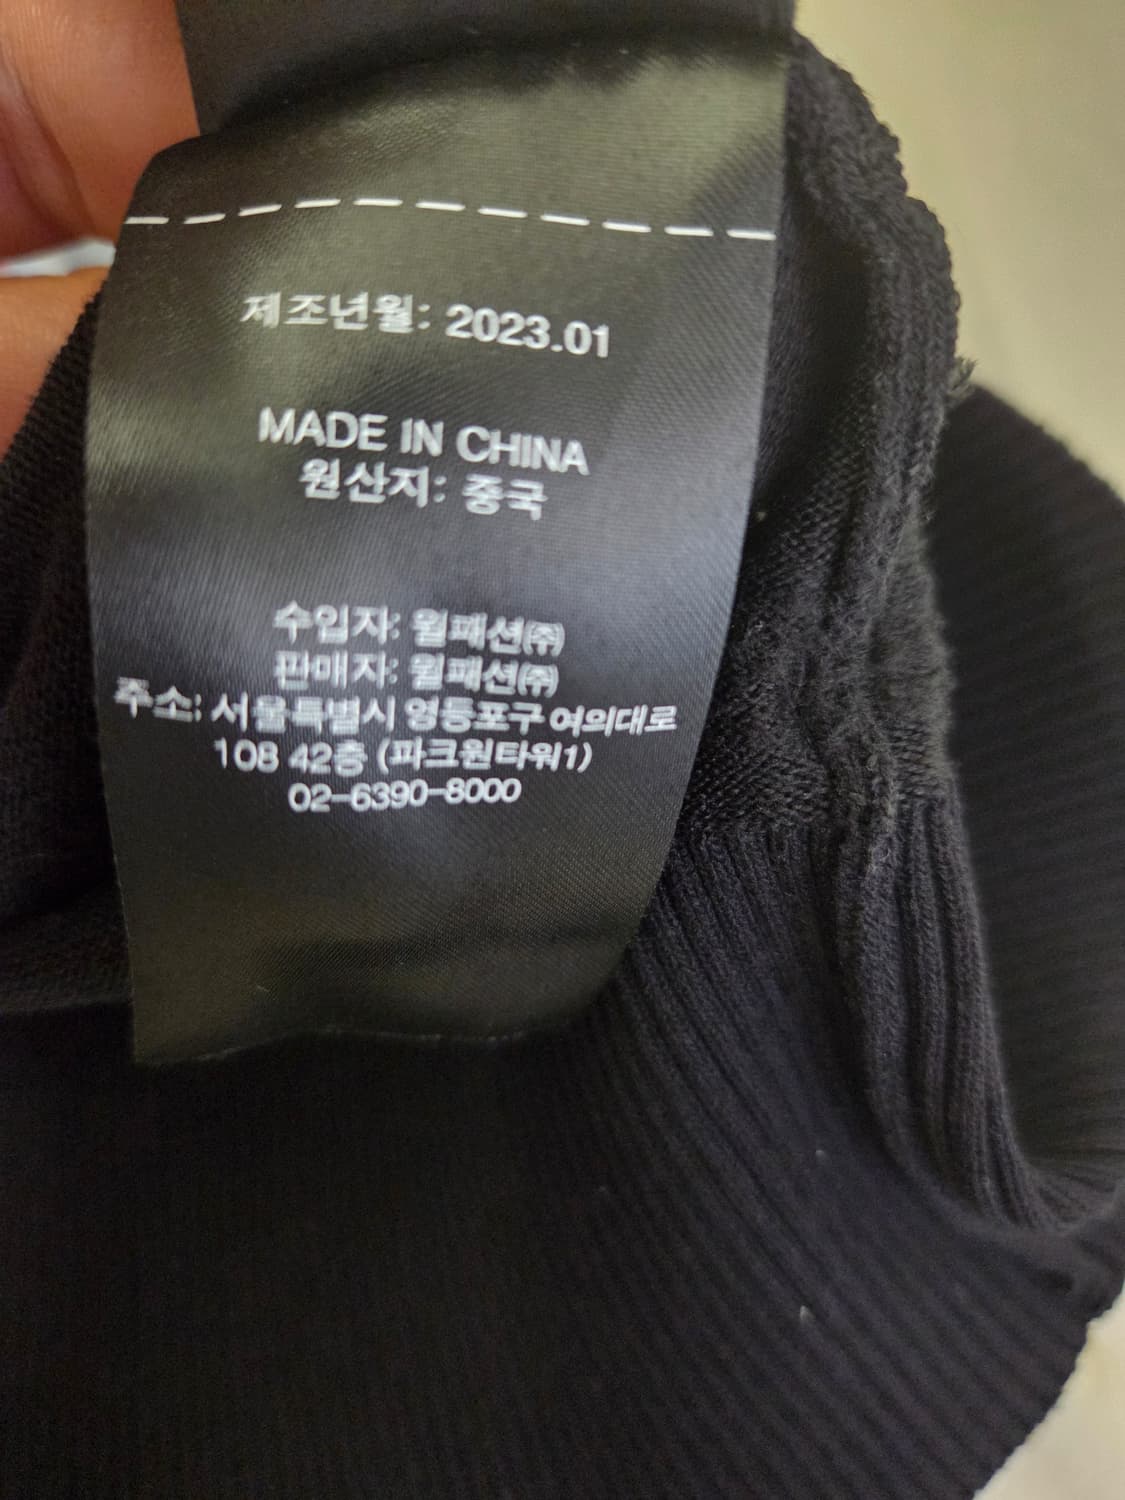 제조년월: 2023.01
MADE IN CHINA
원산지: 중국
수입자: 월패션㈜
판매자: 월패션㈜
주소: 서울특별시 영등포구 여의대로
108 42층 (파크원타워1)
02-6390-8000